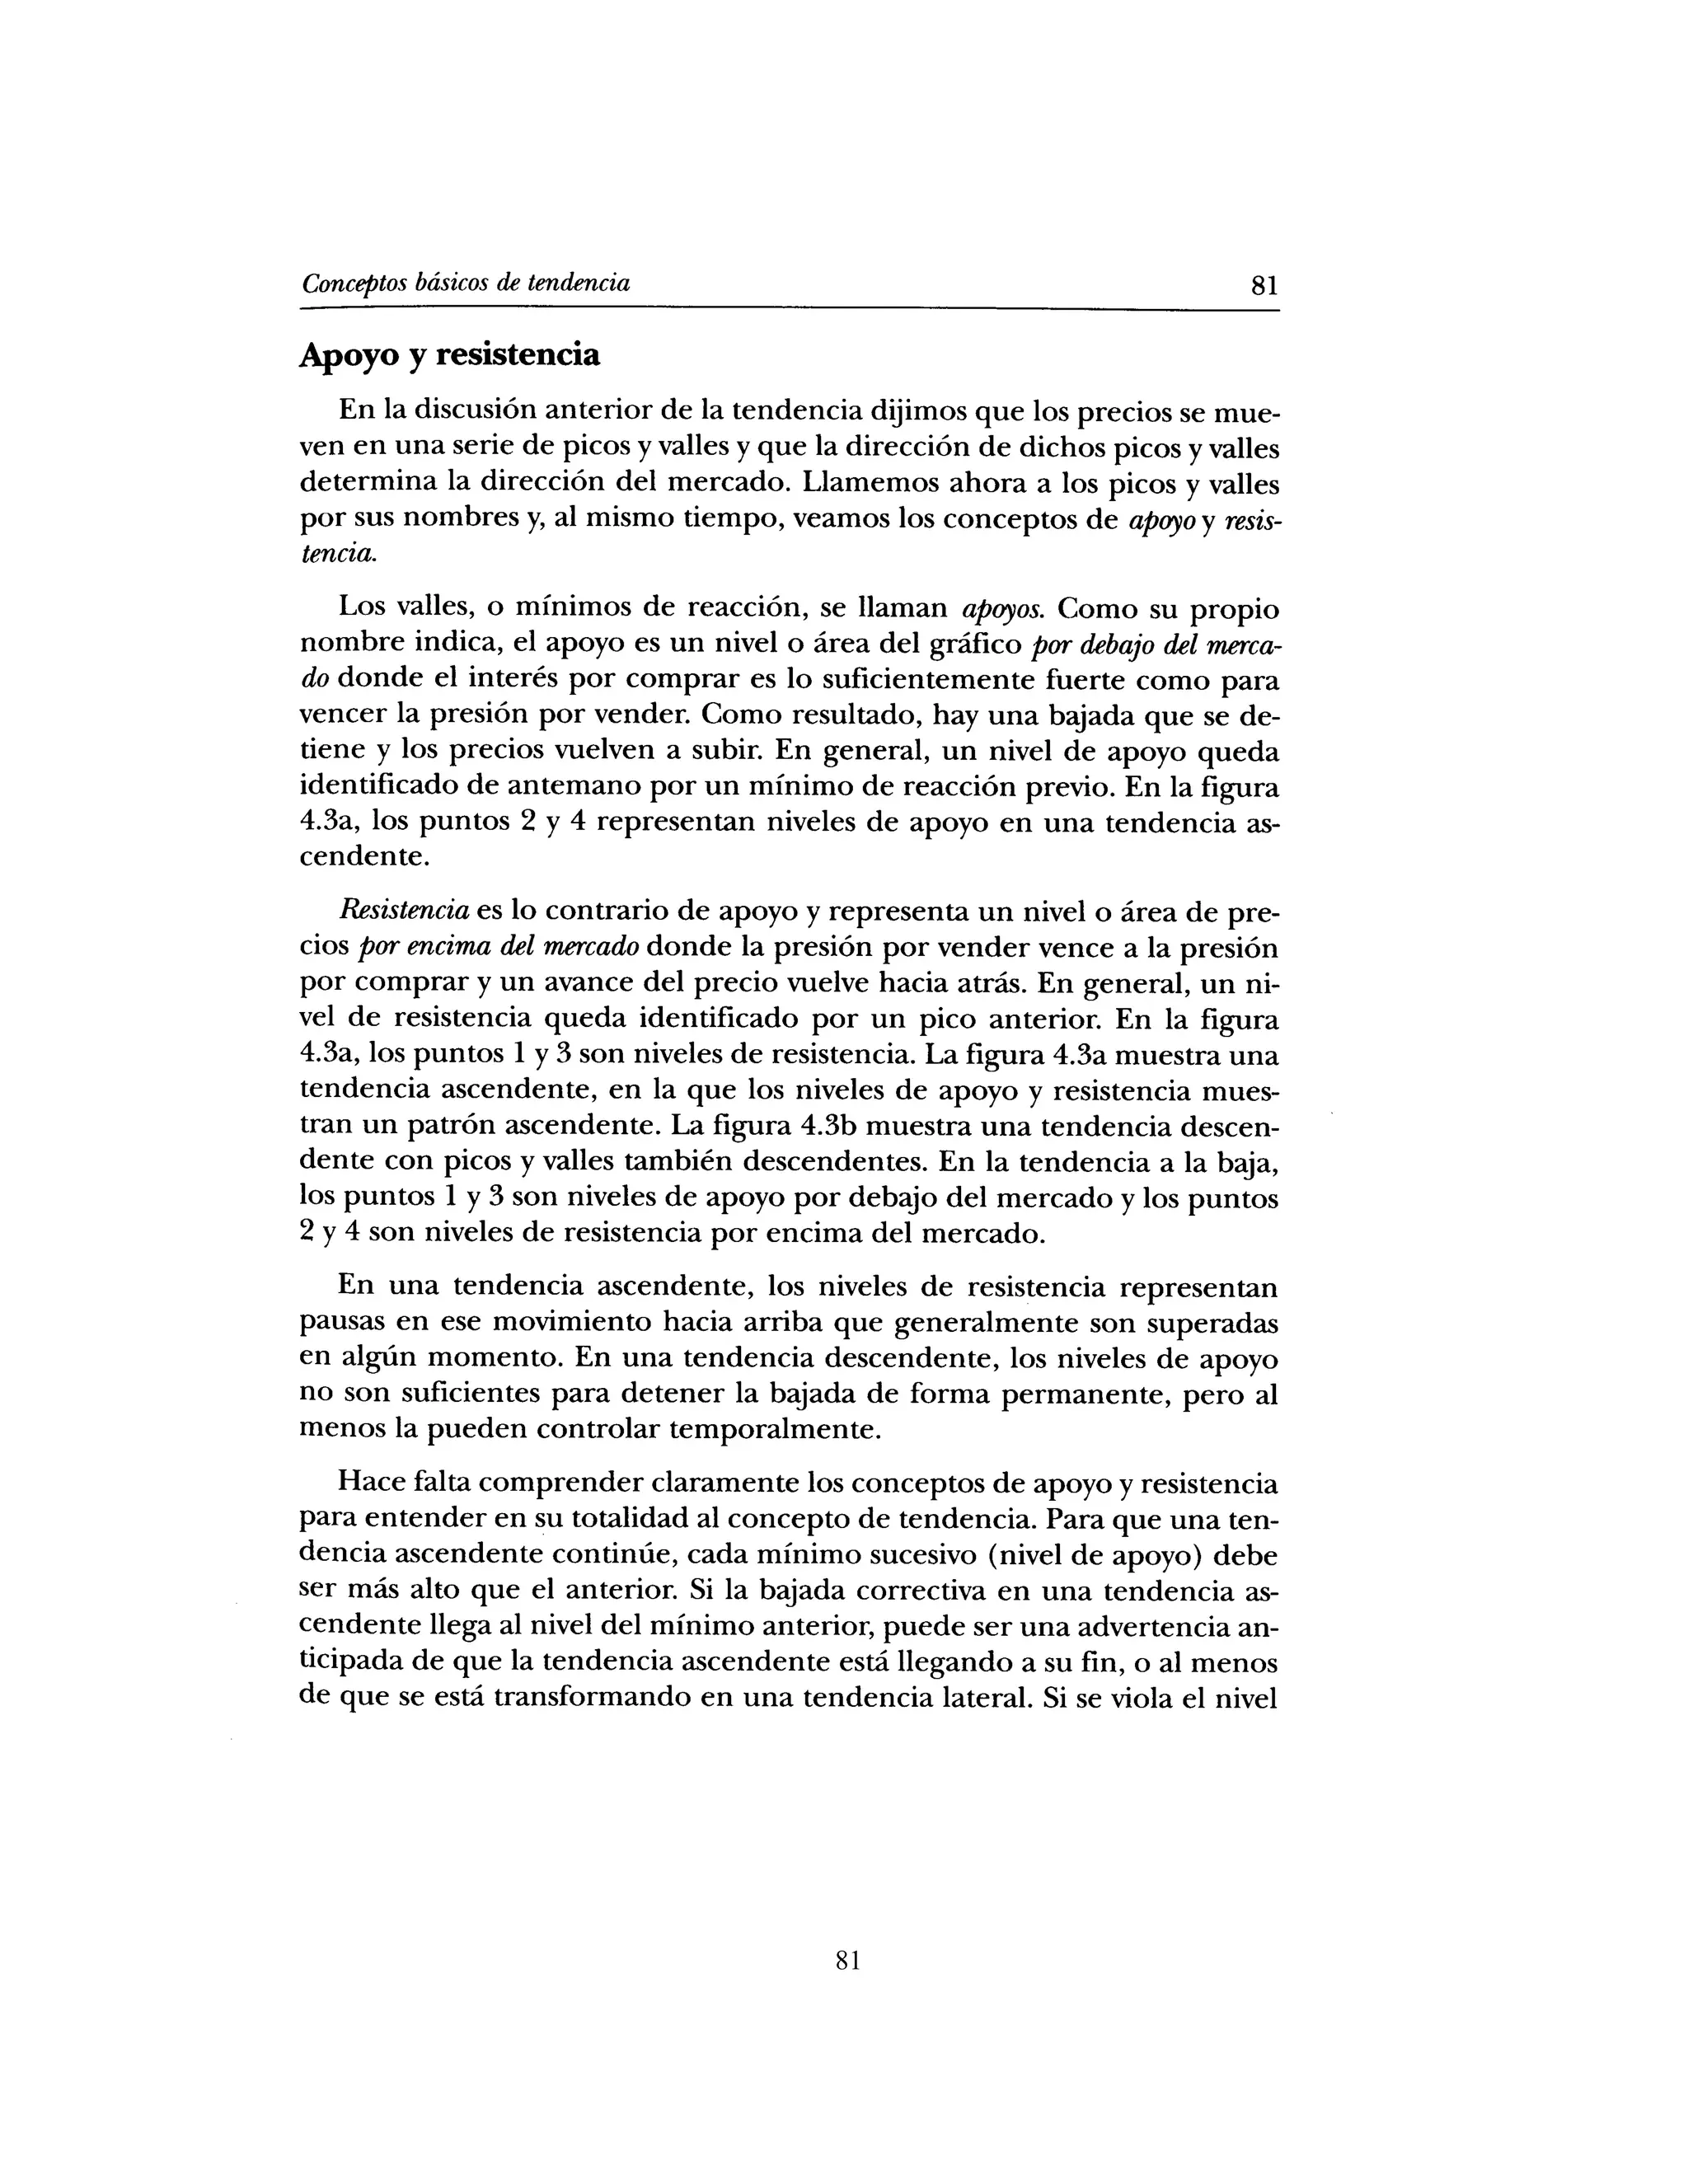 Conceptos básicos de tendencia 81
Apoyo y resistencia
En la discusión anterior de la tendencia dijimos que los precios se mue-
ven en una serie de picos y valles y que la dirección de dichos picos y valles
determina la dirección del mercado. Llamemos ahora a los picos y valles
por sus nombres y, al mismo tiempo, veamos los conceptos de apoyo y resis-
tencia.
Los valles, o mínimos de reacción, se llaman apoyos. Como su propio
nombre indica, el apoyo es un nivel o área del gráfico por debajo del merca-
do donde el interés por comprar es lo suficientemente fuerte como para
vencer la presión por vender. Como resultado, hay una bajada que se de-
tiene y los precios vuelven a subir. En general, un nivel de apoyo queda
identificado de antemano por un mínimo de reacción previo. En la figura
4.3a, los puntos 2 y 4 representan niveles de apoyo en una tendencia as-
cendente.
Resistencia es lo contrario de apoyo y representa un nivel o área de pre-
cios por encima del mercado donde la presión por vender vence a la presión
por comprar y un avance del precio vuelve hacia atrás. En general, un ni-
vel de resistencia queda identificado por un pico anterior. En la figura
4.3a, los puntos 1 y 3 son niveles de resistencia. La figura 4.3a muestra una
tendencia ascendente, en la que los niveles de apoyo y resistencia mues-
tran un patrón ascendente. La figura 4.3b muestra una tendencia descen-
dente con picos y valles también descendentes. En la tendencia a la baja,
los puntos 1 y 3 son niveles de apoyo por debajo del mercado y los puntos
2 y 4 son niveles de resistencia por encima del mercado.
En una tendencia ascendente, los niveles de resistencia representan
pausas en ese movimiento hacia arriba que generalmente son superadas
en algún momento. En una tendencia descendente, los niveles de apoyo
no son suficientes para detener la bajada de forma permanente, pero al
menos la pueden controlar temporalmente.
Hace falta comprender claramente los conceptos de apoyo y resistencia
para entender en su totalidad al concepto de tendencia. Para que una ten-
dencia ascendente continúe, cada mínimo sucesivo (nivel de apoyo) debe
ser más alto que el anterior. Si la bajada correctiva en una tendencia as-
cendente llega al nivel del mínimo anterior, puede ser una advertencia an-
ticipada de que la tendencia ascendente está llegando a su fin, o al menos
de que se está transformando en una tendencia lateral. Si se viola el nivel
81